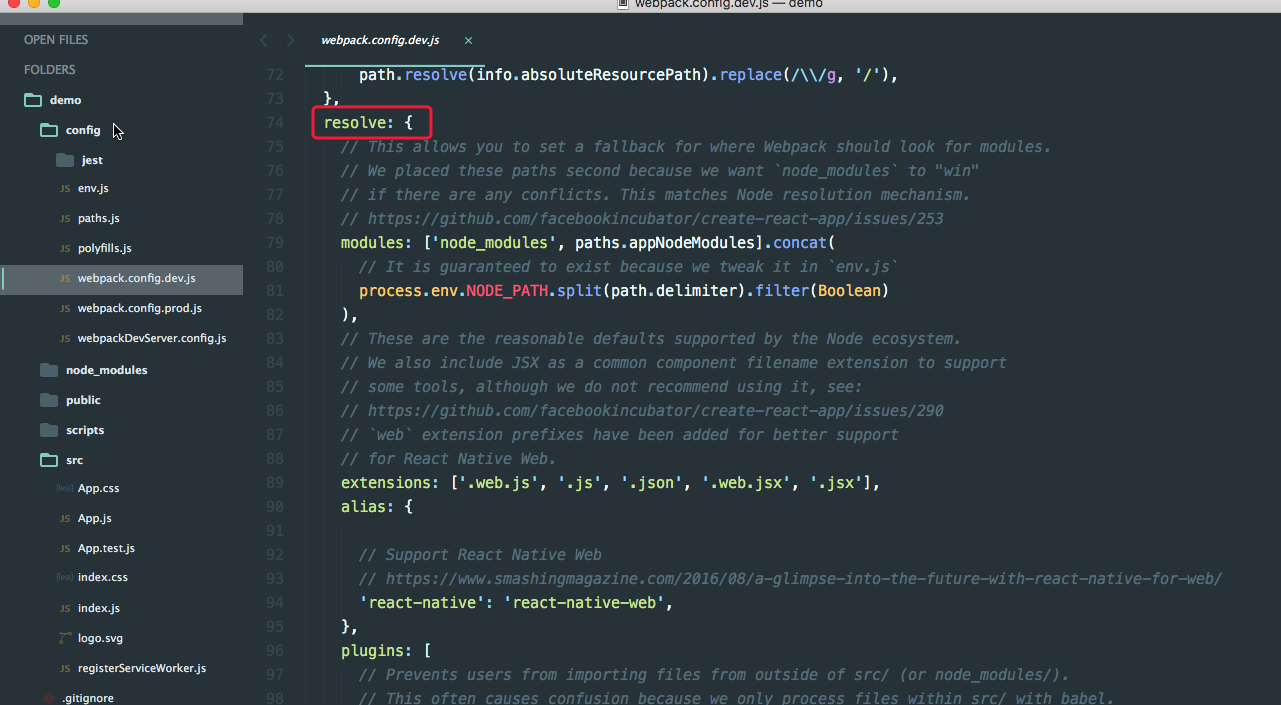 webpack.config.dev.js — demo
OPEN FILES
FOLDERS
demo
config
jest
JS env.js
JS paths.js
JS polyfills.js
JS webpack.config.dev.js
JS webpack.config.prod.js
JS webpackDevServer.config.js
node_modules
public
scripts
src
{less} App.css
JS App.js
JS App.test.js
{less} index.css
JS index.js
logo.svg
JS registerServiceWorker.js
.gitignore
webpack.config.dev.js ×
72 path.resolve(info.absoluteResourcePath).replace(/\\/g, '/'),
73 },
74 resolve: {
75 // This allows you to set a fallback for where Webpack should look for modules.
76 // We placed these paths second because we want `node_modules` to "win"
77 // if there are any conflicts. This matches Node resolution mechanism.
78 // https://github.com/facebookincubator/create-react-app/issues/253
79 modules: ['node_modules', paths.appNodeModules].concat(
80 // It is guaranteed to exist because we tweak it in `env.js`
81 process.env.NODE_PATH.split(path.delimiter).filter(Boolean)
82 ),
83 // These are the reasonable defaults supported by the Node ecosystem.
84 // We also include JSX as a common component filename extension to support
85 // some tools, although we do not recommend using it, see:
86 // https://github.com/facebookincubator/create-react-app/issues/290
87 // `web` extension prefixes have been added for better support
88 // for React Native Web.
89 extensions: ['.web.js', '.js', '.json', '.web.jsx', '.jsx'],
90 alias: {
91
92 // Support React Native Web
93 // https://www.smashingmagazine.com/2016/08/a-glimpse-into-the-future-with-react-native-for-web/
94 'react-native': 'react-native-web',
95 },
96 plugins: [
97 // Prevents users from importing files from outside of src/ (or node_modules/).
98 // This often causes confusion because we only process files within src/ with babel.